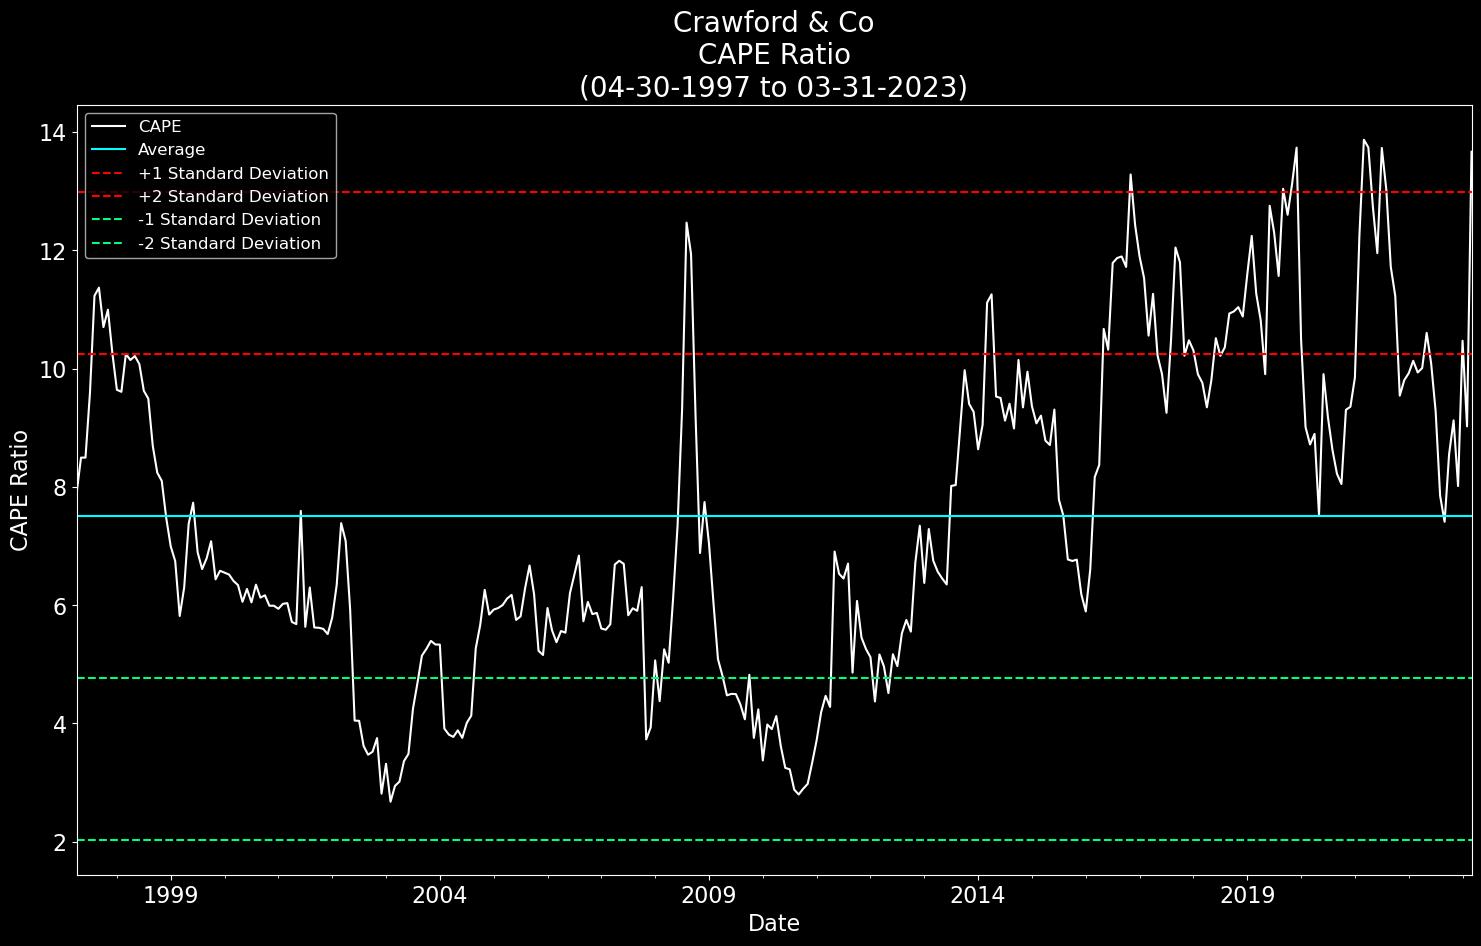 Crawford & Co
CAPE Ratio
(04-30-1997 to 03-31-2023)
CAPE
Average
+1 Standard Deviation
+2 Standard Deviation
-1 Standard Deviation
-2 Standard Deviation
14
12
10
8
6
4
2
CAPE Ratio
1999 2004 2009 2014 2019
Date